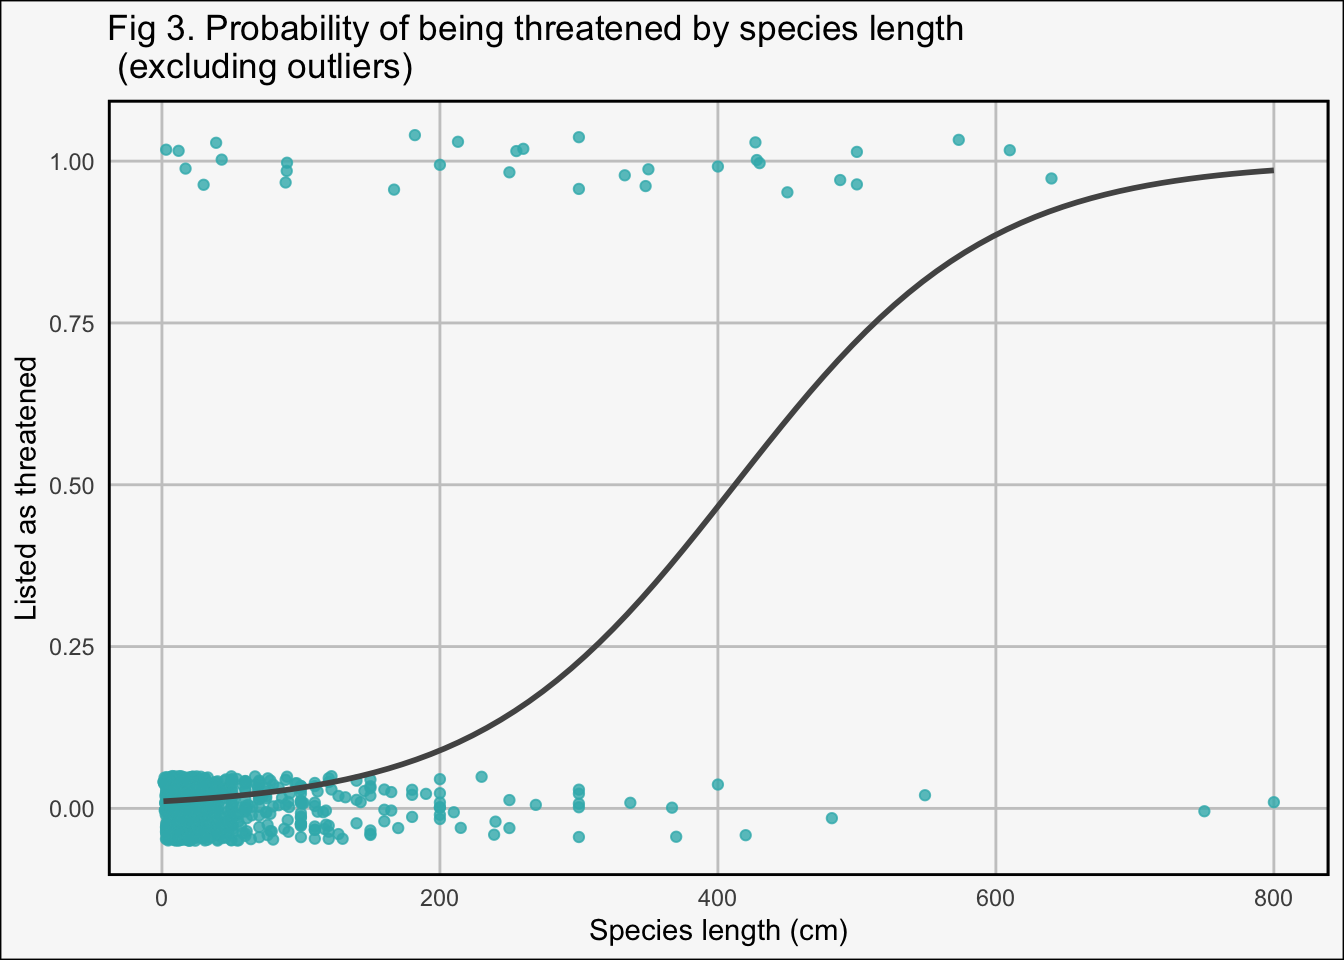 Fig 3. Probability of being threatened by species length
(excluding outliers)
1.00
0.75
0.50
0.25
0.00
Listed as threatened
0 200 400 600 800
Species length (cm)